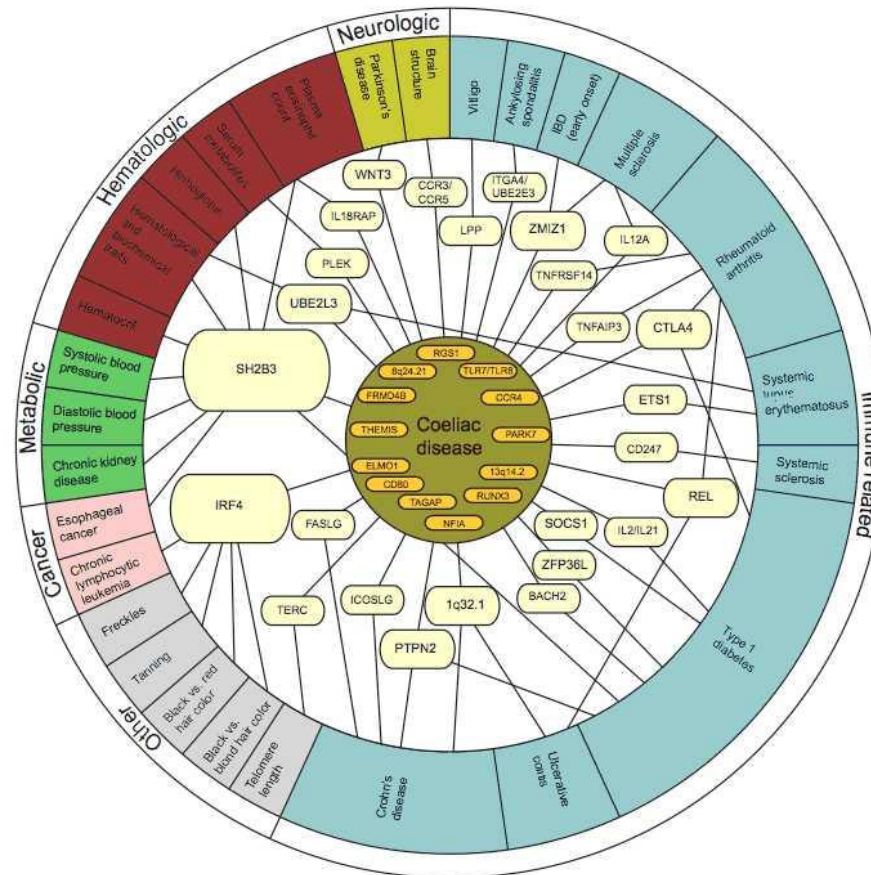 Neurologic
Hematologic
Metabolic
Cancer
Other
Immune related
Parkinson's
disease
Brain
structure
Vitiligo
Ankylosing
spondalitis
IBD
(early onset)
Multiple
sclerosis
Rheumatoid
arthritis
Systemic
lupus
erythematosus
Systemic
sclerosis
Type 1
diabetes
Ulcerative
colitis
Crohn's
disease
Telomere
length
Black vs.
blond hair color
Black vs. red
hair color
Tanning
Freckles
Chronic
lymphocytic
leukemia
Esophageal
cancer
Chronic kidney
disease
Diastolic blood
pressure
Systolic blood
pressure
Hematocrit
Hematological
and biochemical
traits
Serum
Plasma
eosinophil
count
WNT3
CCR3/
CCR5
ITGA4/
UBE2E3
IL18RAP
LPP
ZMIZ1
IL12A
PLEK
TNFRSF14
UBE2L3
TNFAIP3
CTLA4
SH2B3
ETS1
CD247
REL
IRF4
FASLG
SOCS1
IL2/IL21
ZFP36L
BACH2
TERC
ICOSLG
1q32.1
PTPN2
RGS1
8q24.21
TLR7/TLR8
FRMD4B
CCR4
THEMIS
Coeliac
disease
PARK7
ELMO1
13q14.2
CD80
RUNX3
TAGAP
NFIA